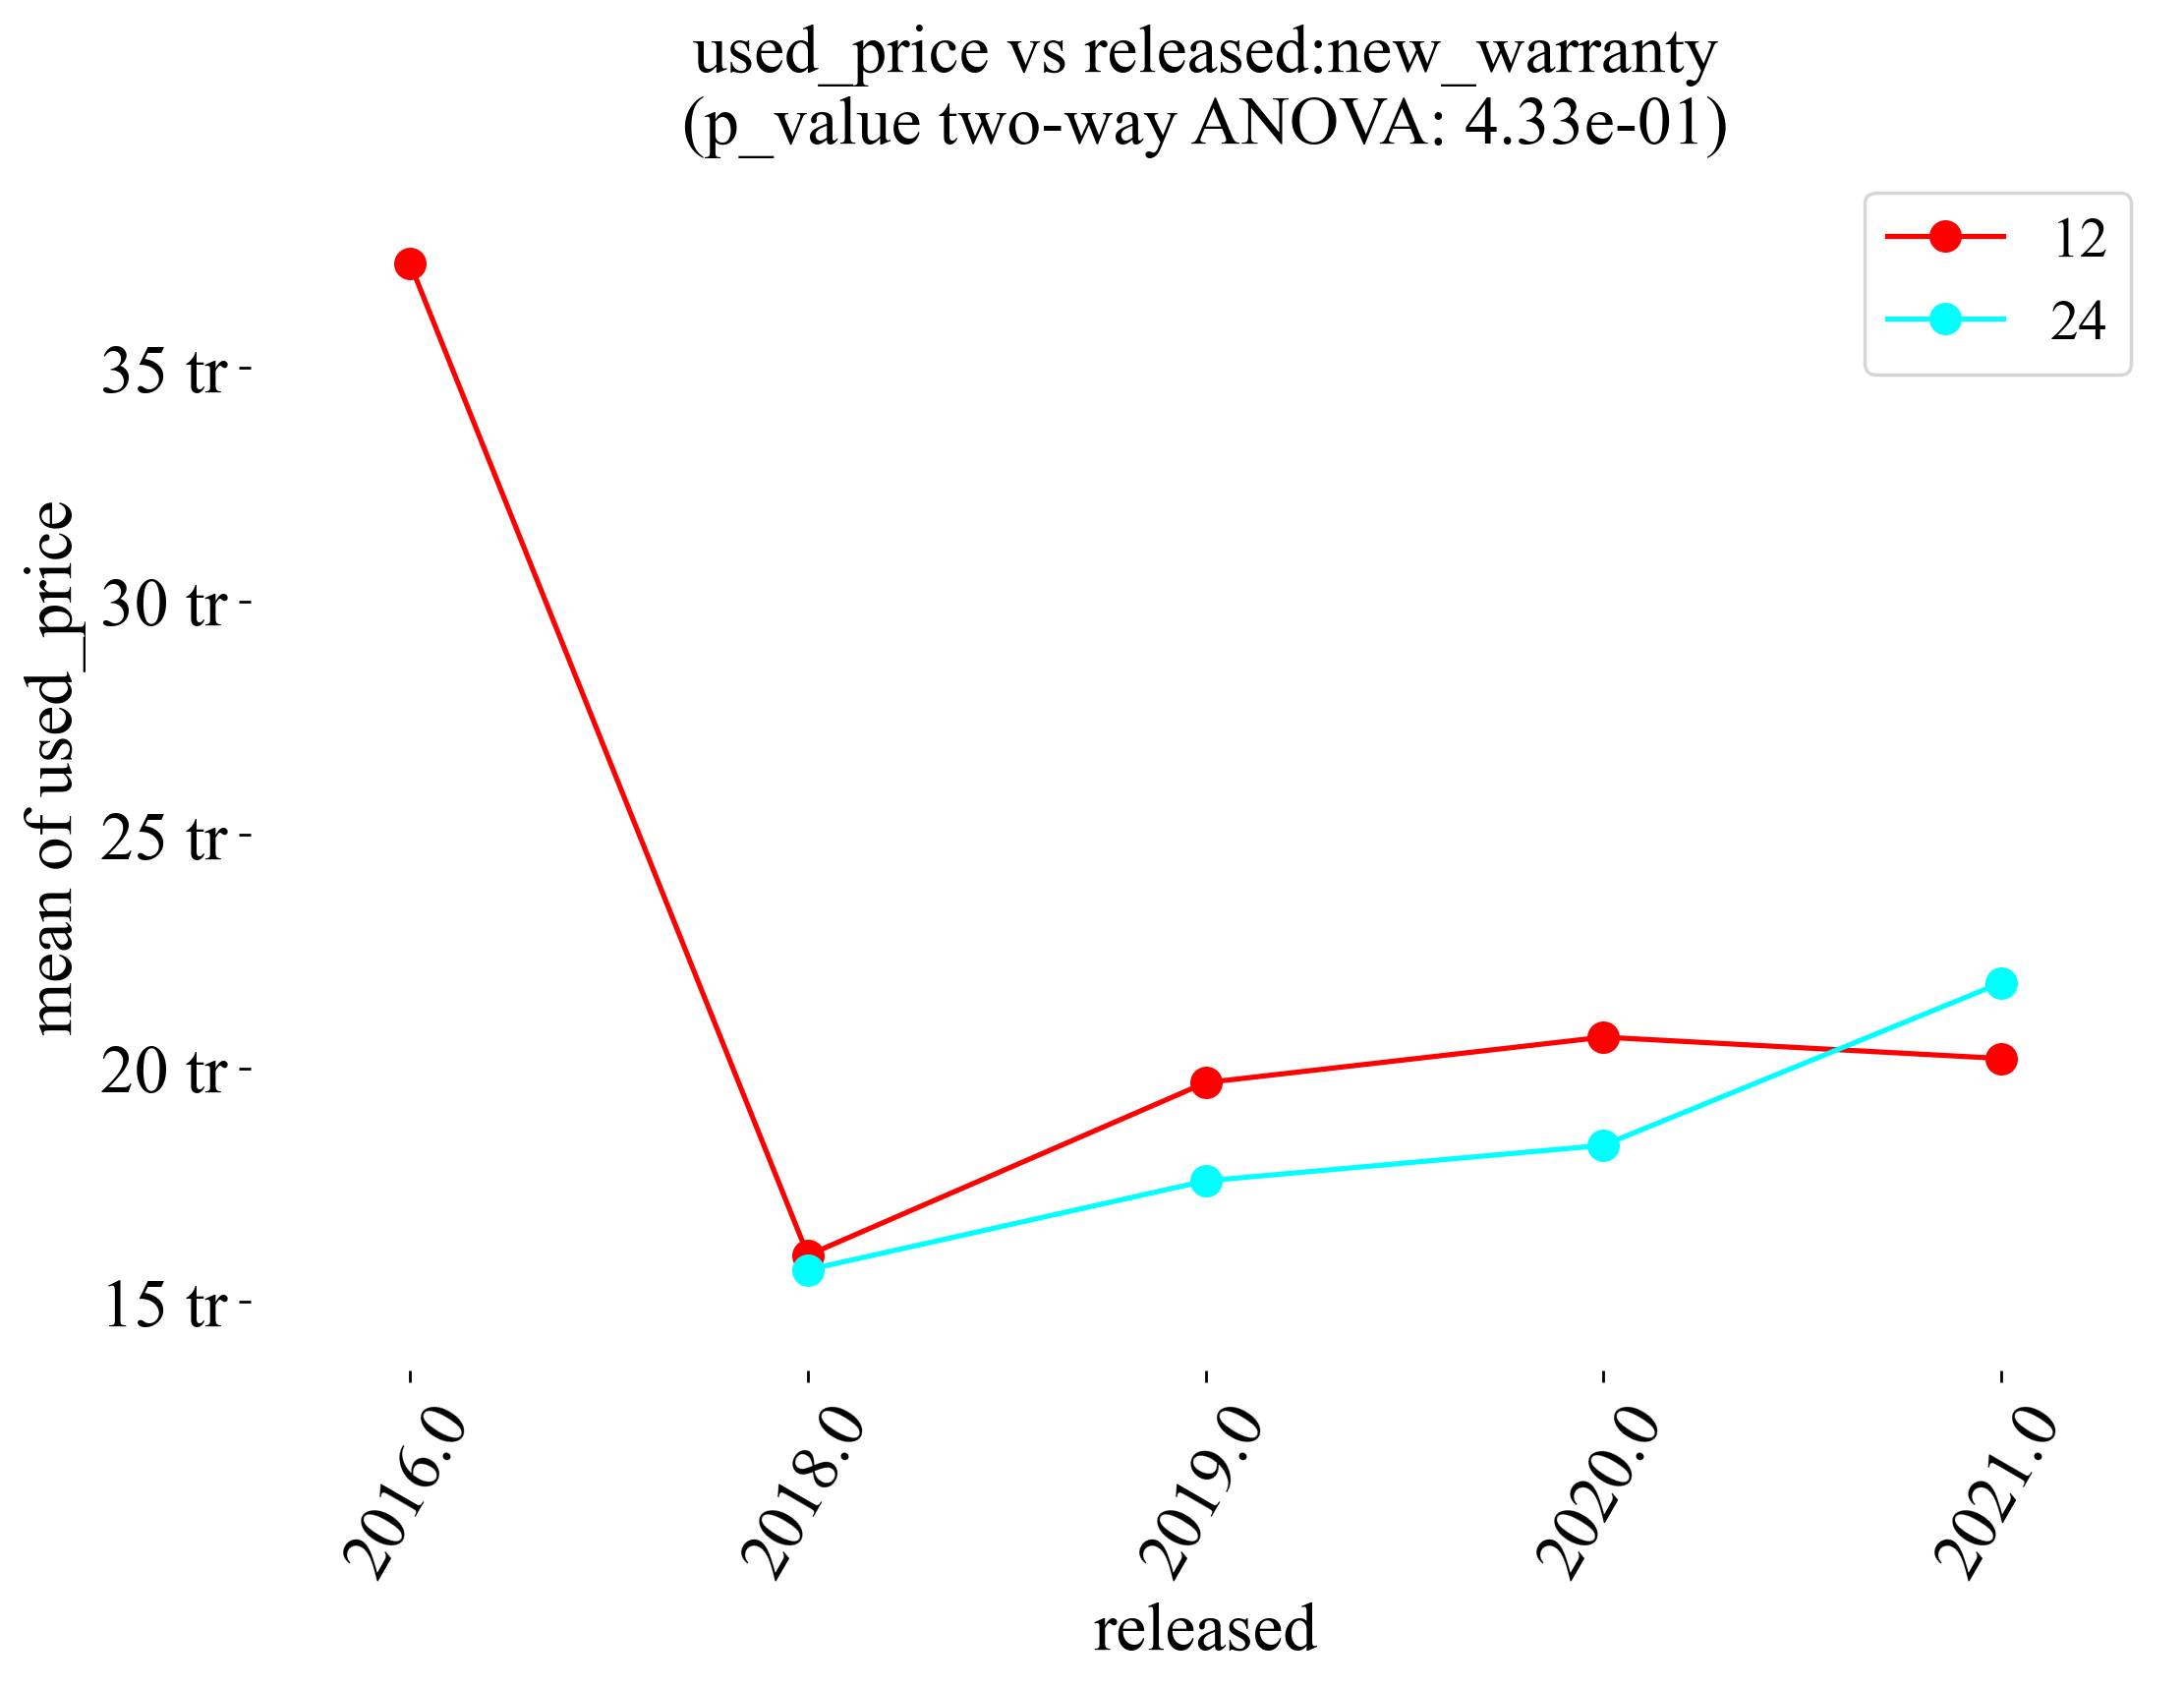 used_price vs released:new_warranty
(p_value two-way ANOVA: 4.33e-01)
12
24
mean of used_price
35 tr
30 tr
25 tr
20 tr
15 tr
2016.0
2018.0
2019.0
2020.0
2021.0
released